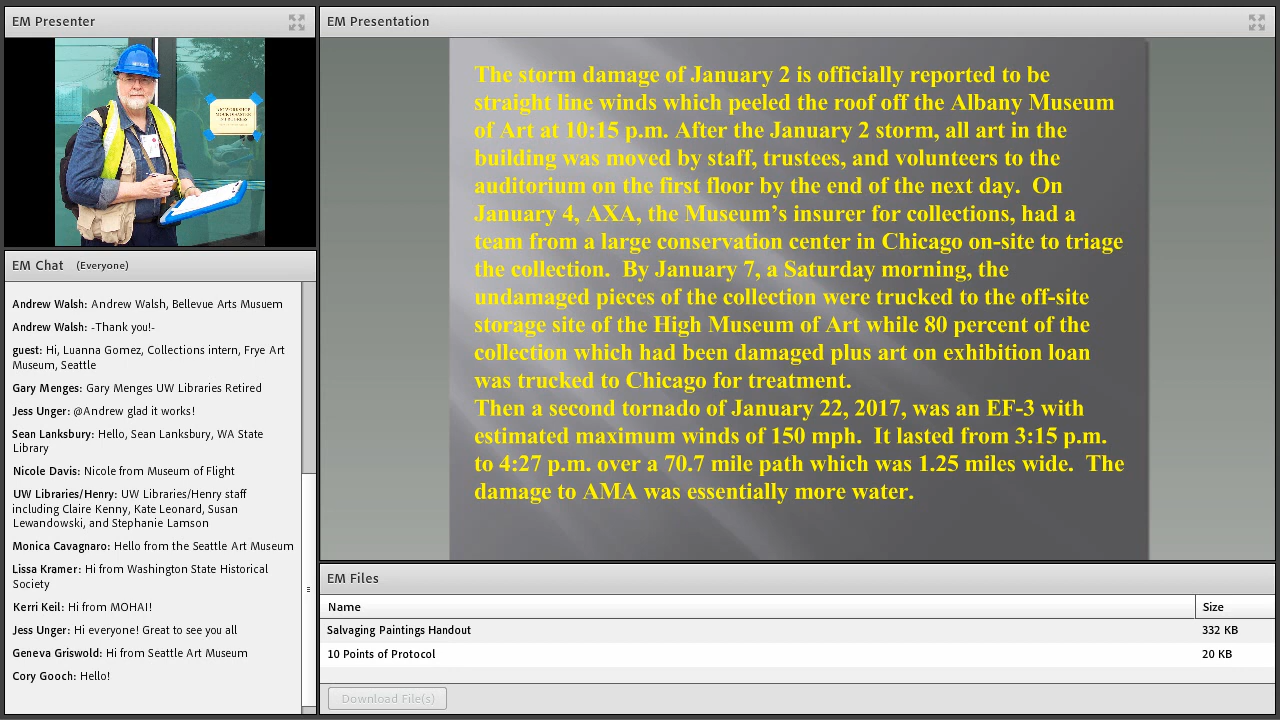 EM Presenter
EM Chat (Everyone)
Andrew Walsh: Andrew Walsh, Bellevue Arts Musuem
Andrew Walsh: -Thank you!-
guest: Hi, Luanna Gomez, Collections intern, Frye Art
Museum, Seattle
Gary Menges: Gary Menges UW Libraries Retired
Jess Unger: @Andrew glad it works!
Sean Lanksbury: Hello, Sean Lanksbury, WA State
Library
Nicole Davis: Nicole from Museum of Flight
UW Libraries/Henry: UW Libraries/Henry staff
including Claire Kenny, Kate Leonard, Susan
Lewandowski, and Stephanie Lamson
Monica Cavagnaro: Hello from the Seattle Art Museum
Lissa Kramer: Hi from Washington State Historical
Society
Kerri Keil: Hi from MOHAI!
Jess Unger: Hi everyone! Great to see you all
Geneva Griswold: Hi from Seattle Art Museum
Cory Gooch: Hello!
EM Presentation
The storm damage of January 2 is officially reported to be
straight line winds which peeled the roof off the Albany Museum
of Art at 10:15 p.m. After the January 2 storm, all art in the
building was moved by staff, trustees, and volunteers to the
auditorium on the first floor by the end of the next day. On
January 4, AXA, the Museum's insurer for collections, had a
team from a large conservation center in Chicago on-site to triage
the collection. By January 7, a Saturday morning, the
undamaged pieces of the collection were trucked to the off-site
storage site of the High Museum of Art while 80 percent of the
collection which had been damaged plus art on exhibition loan
was trucked to Chicago for treatment.
Then a second tornado of January 22, 2017, was an EF-3 with
estimated maximum winds of 150 mph. It lasted from 3:15 p.m.
to 4:27 p.m. over a 70.7 mile path which was 1.25 miles wide. The
damage to AMA was essentially more water.
EM Files
Name Size
Salvaging Paintings Handout 332 KB
10 Points of Protocol 20 KB
Download File(s)